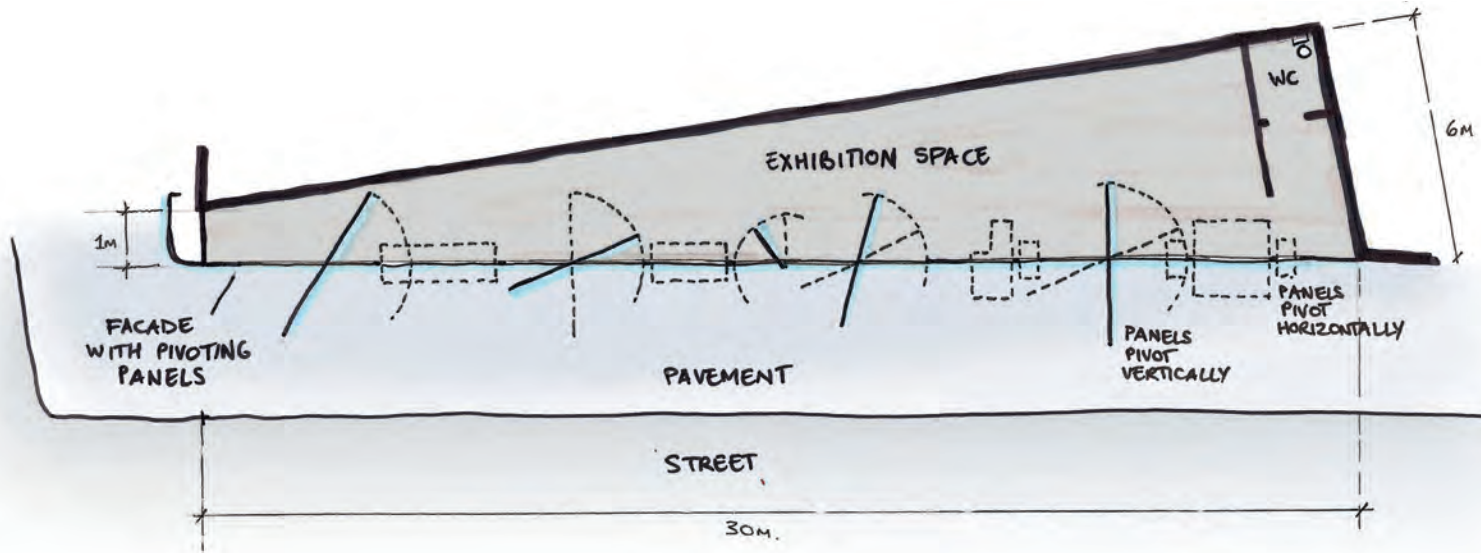 WC
6M
EXHIBITION SPACE
1M
FACADE
WITH PIVOTING
PANELS
PANELS
PIVOT
VERTICALLY
PANELS
PIVOT
HORIZONTALLY
PAVEMENT
STREET
30M.